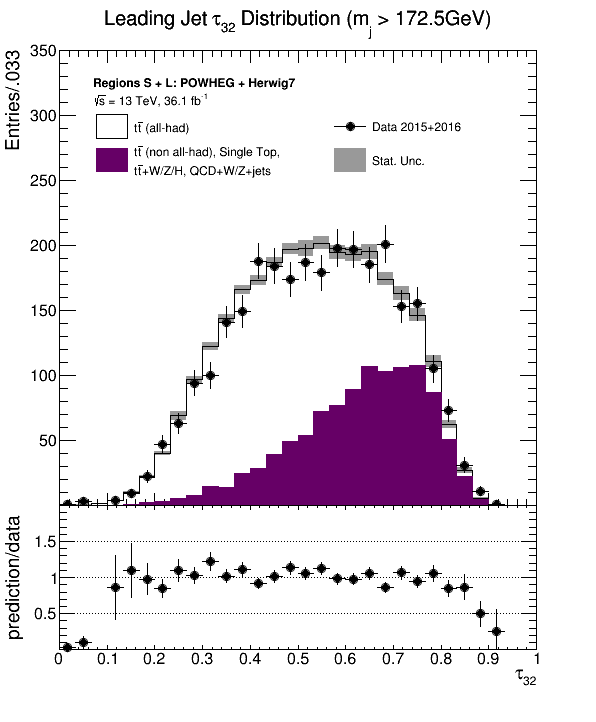 Leading Jet τ32 Distribution (mj > 172.5GeV)
Entries/.033
350
300
250
200
150
100
50
Regions S + L: POWHEG + Herwig7
√s = 13 TeV, 36.1 fb-1
tt̄ (all-had)
Data 2015+2016
tt̄ (non all-had), Single Top,
tt̄+W/Z/H, QCD+W/Z+jets
Stat. Unc.
prediction/data
1.5
1
0.5
0 0.1 0.2 0.3 0.4 0.5 0.6 0.7 0.8 0.9 1
τ32